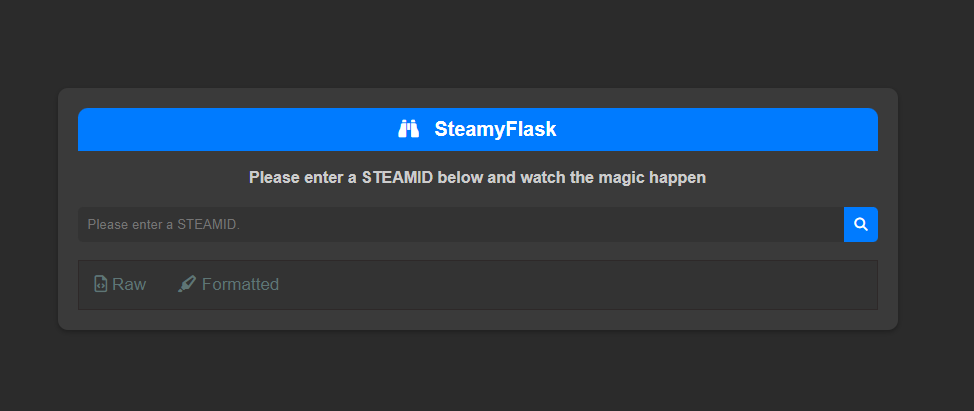 SteamyFlask
Please enter a STEAMID below and watch the magic happen
Please enter a STEAMID.
Raw Formatted